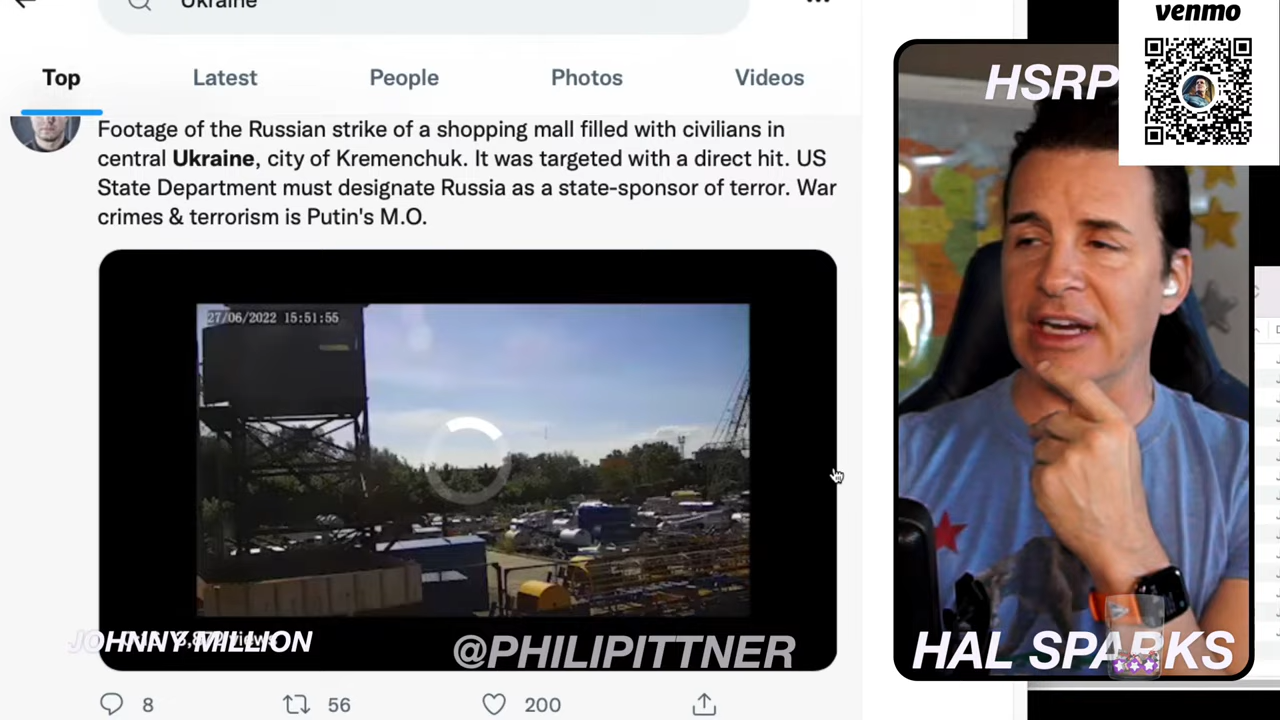 Ukraine
venmo
Top
Latest
People
Photos
Videos
HSRP
Footage of the Russian strike of a shopping mall filled with civilians in
central Ukraine, city of Kremenchuk. It was targeted with a direct hit. US
State Department must designate Russia as a state-sponsor of terror. War
crimes & terrorism is Putin's M.O.
27/06/2022 15:51:55
JOHNNY MILLION
@PHILIPITTNER
HAL SPARKS
8
56
200